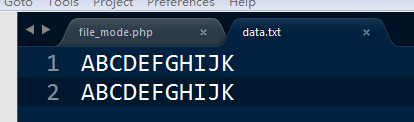 Goto Tools Project Preferences Help
file_mode.php × data.txt ×
1 ABCDEFGHIJK
2 ABCDEFGHIJK